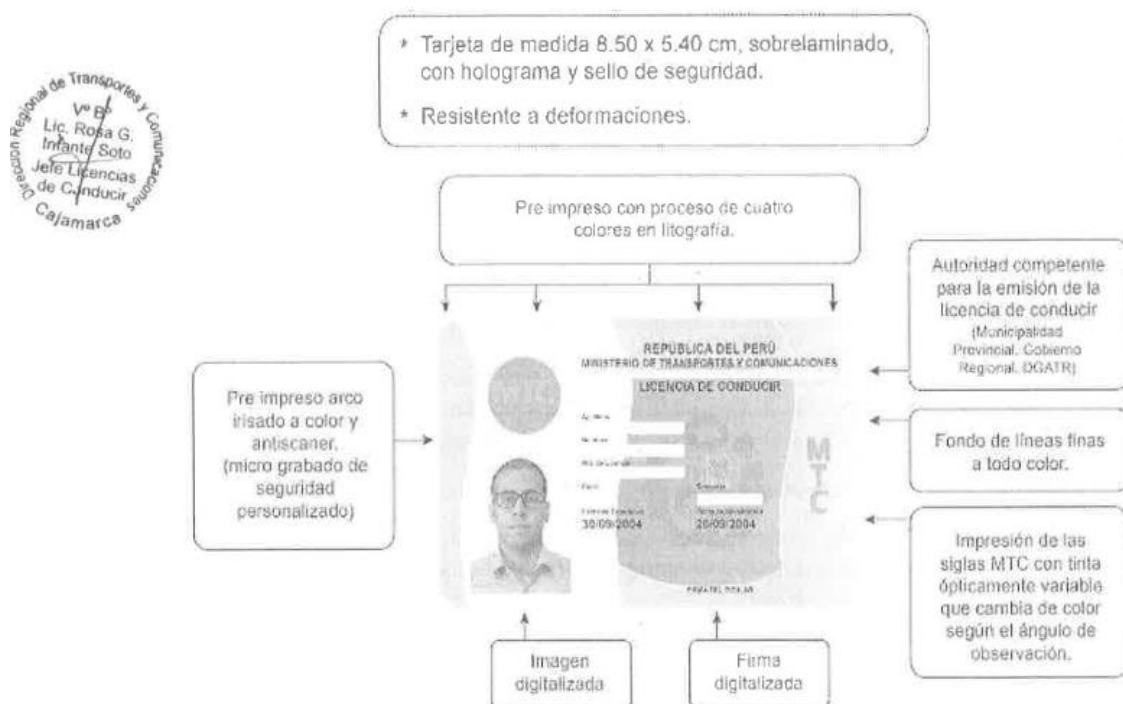 * Tarjeta de medida 8.50 x 5.40 cm, sobrelaminado,
con holograma y sello de seguridad.
* Resistente a deformaciones.
Dirección Regional de Transportes y Comunicaciones
Vº Bº
Lic. Rosa G.
Infante Soto
Jefe Licencias
de Conducir
Cajamarca
Pre impreso con proceso de cuatro
colores en litografía.
Autoridad competente
para la emisión de la
licencia de conducir
(Municipalidad
Provincial, Gobierno
Regional, DGATR)
Pre impreso arco
irisado a color y
antiscaner.
(micro grabado de
seguridad
personalizado)
REPÚBLICA DEL PERÚ
MINISTERIO DE TRANSPORTES Y COMUNICACIONES
LICENCIA DE CONDUCIR
MTC
30/09/2004
20/09/2004
MTC
Fondo de líneas finas
a todo color.
Impresión de las
siglas MTC con tinta
ópticamente variable
que cambia de color
según el ángulo de
observación.
Imagen
digitalizada
Firma
digitalizada